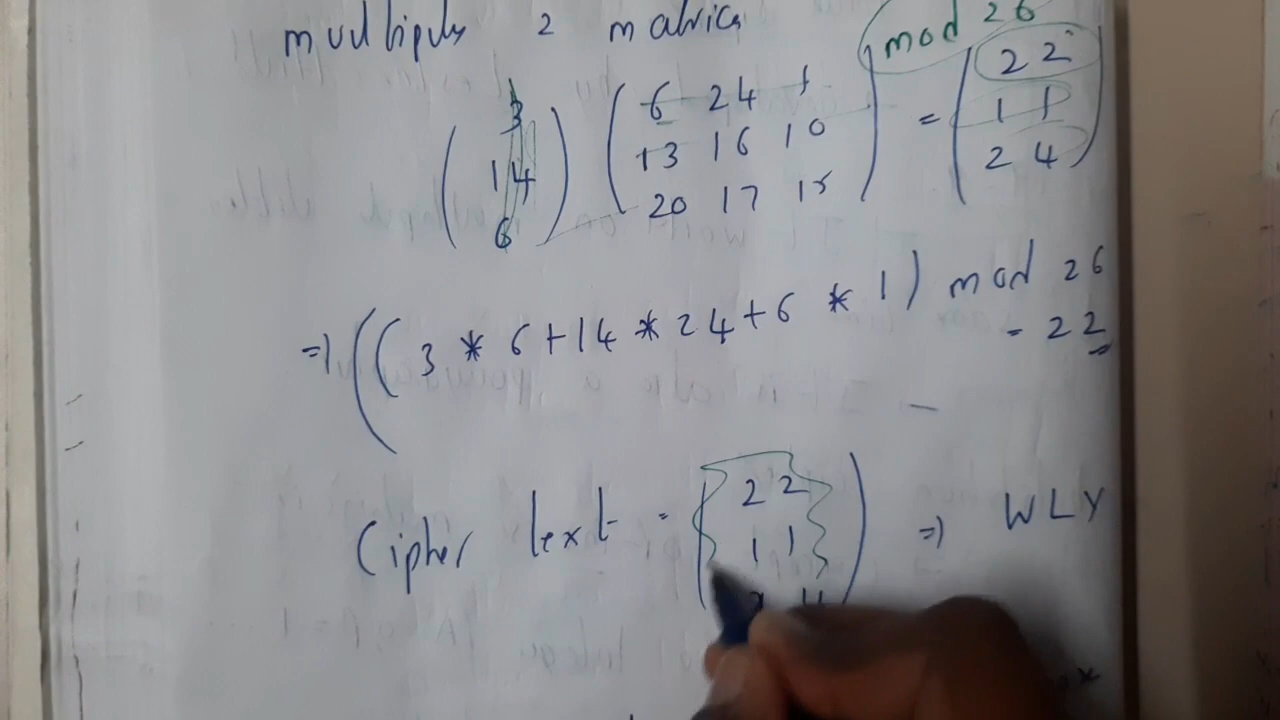 multiply 2 matrics
mod 26
( 3 ) ( 6 24 1 ) = ( 22 )
14 13 16 10 11
6 20 17 15 24
=) ( ( 3 * 6 + 14 * 24 + 6 * 1 ) mod 26
= 22
Cipher text = ( 22 ) =) WLY
11